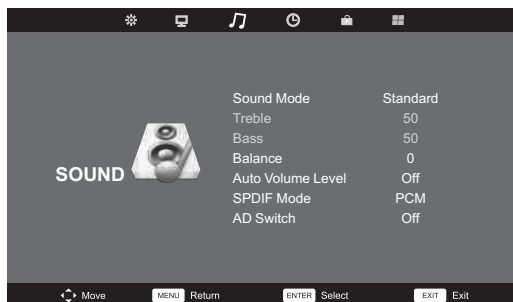 Sound Mode Standard
Treble 50
Bass 50
Balance 0
SOUND
Auto Volume Level Off
SPDIF Mode PCM
AD Switch Off
Move MENU Return ENTER Select EXIT Exit